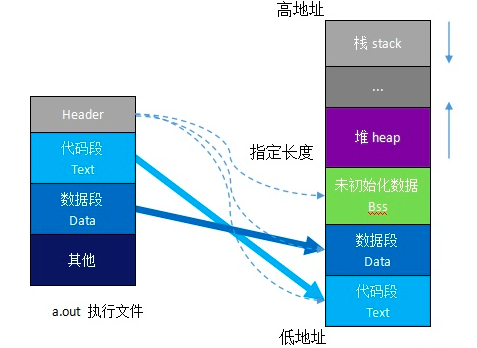 高地址
栈 stack
...
堆 heap
指定长度
未初始化数据
Bss
数据段
Data
代码段
Text
低地址
Header
代码段
Text
数据段
Data
其他
a.out 执行文件